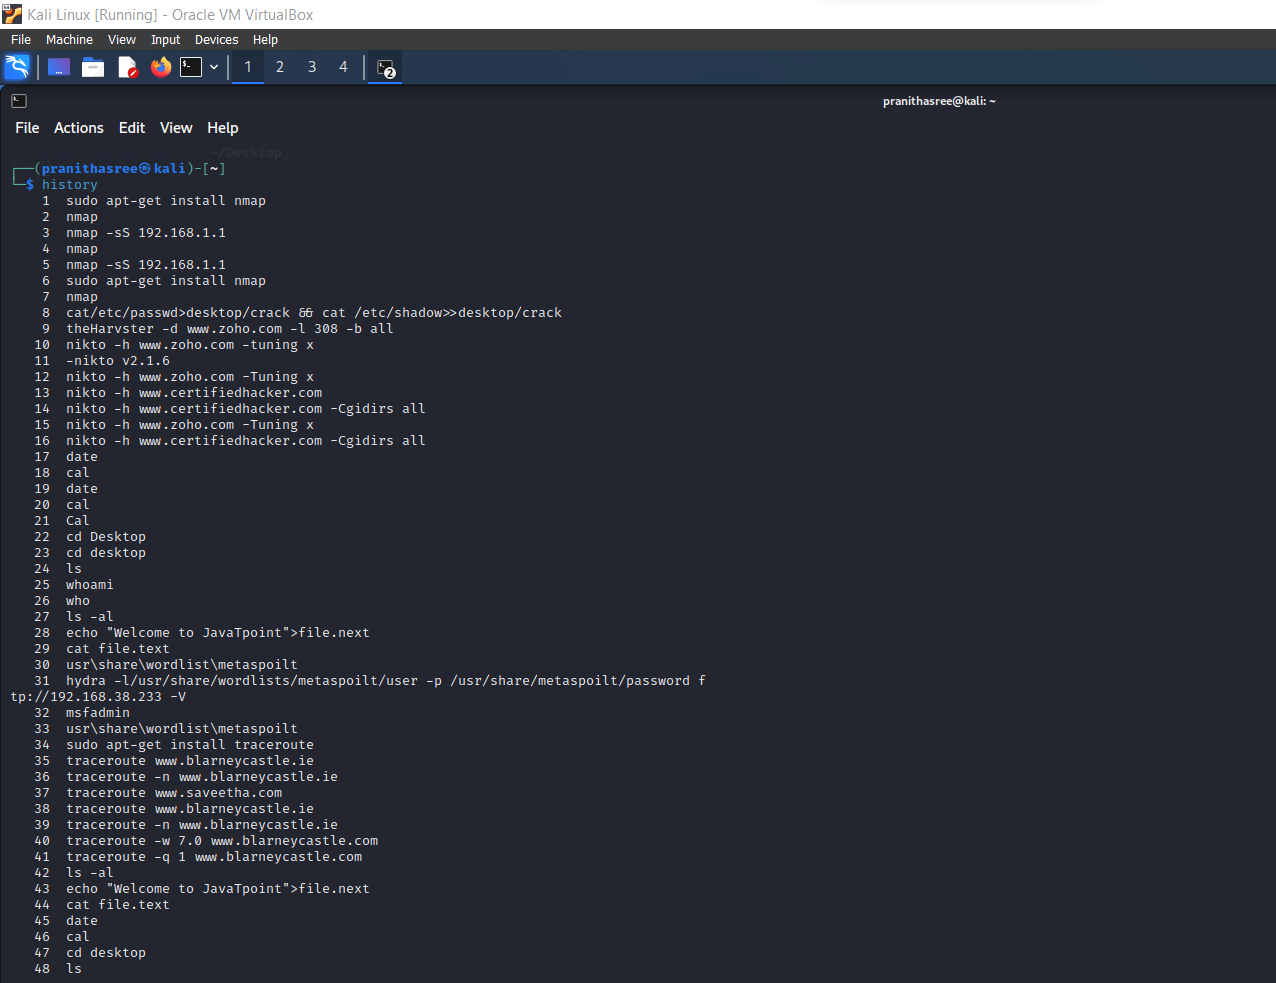 Kali Linux [Running] - Oracle VM VirtualBox
File Machine View Input Devices Help
1 2 3 4 2
pranithasree@kali: ~
File Actions Edit View Help
┌──(pranithasree㉿kali)-[~]
└─$ history
1 sudo apt-get install nmap
2 nmap
3 nmap -sS 192.168.1.1
4 nmap
5 nmap -sS 192.168.1.1
6 sudo apt-get install nmap
7 nmap
8 cat/etc/passwd>desktop/crack && cat /etc/shadow>>desktop/crack
9 theHarvster -d www.zoho.com -l 308 -b all
10 nikto -h www.zoho.com -tuning x
11 -nikto v2.1.6
12 nikto -h www.zoho.com -Tuning x
13 nikto -h www.certifiedhacker.com
14 nikto -h www.certifiedhacker.com -Cgidirs all
15 nikto -h www.zoho.com -Tuning x
16 nikto -h www.certifiedhacker.com -Cgidirs all
17 date
18 cal
19 date
20 cal
21 Cal
22 cd Desktop
23 cd desktop
24 ls
25 whoami
26 who
27 ls -al
28 echo "Welcome to JavaTpoint">file.next
29 cat file.text
30 usr\share\wordlist\metaspoilt
31 hydra -l/usr/share/wordlists/metaspoilt/user -p /usr/share/metaspoilt/password f
tp://192.168.38.233 -V
32 msfadmin
33 usr\share\wordlist\metaspoilt
34 sudo apt-get install traceroute
35 traceroute www.blarneycastle.ie
36 traceroute -n www.blarneycastle.ie
37 traceroute www.saveetha.com
38 traceroute www.blarneycastle.ie
39 traceroute -n www.blarneycastle.ie
40 traceroute -w 7.0 www.blarneycastle.com
41 traceroute -q 1 www.blarneycastle.com
42 ls -al
43 echo "Welcome to JavaTpoint">file.next
44 cat file.text
45 date
46 cal
47 cd desktop
48 ls